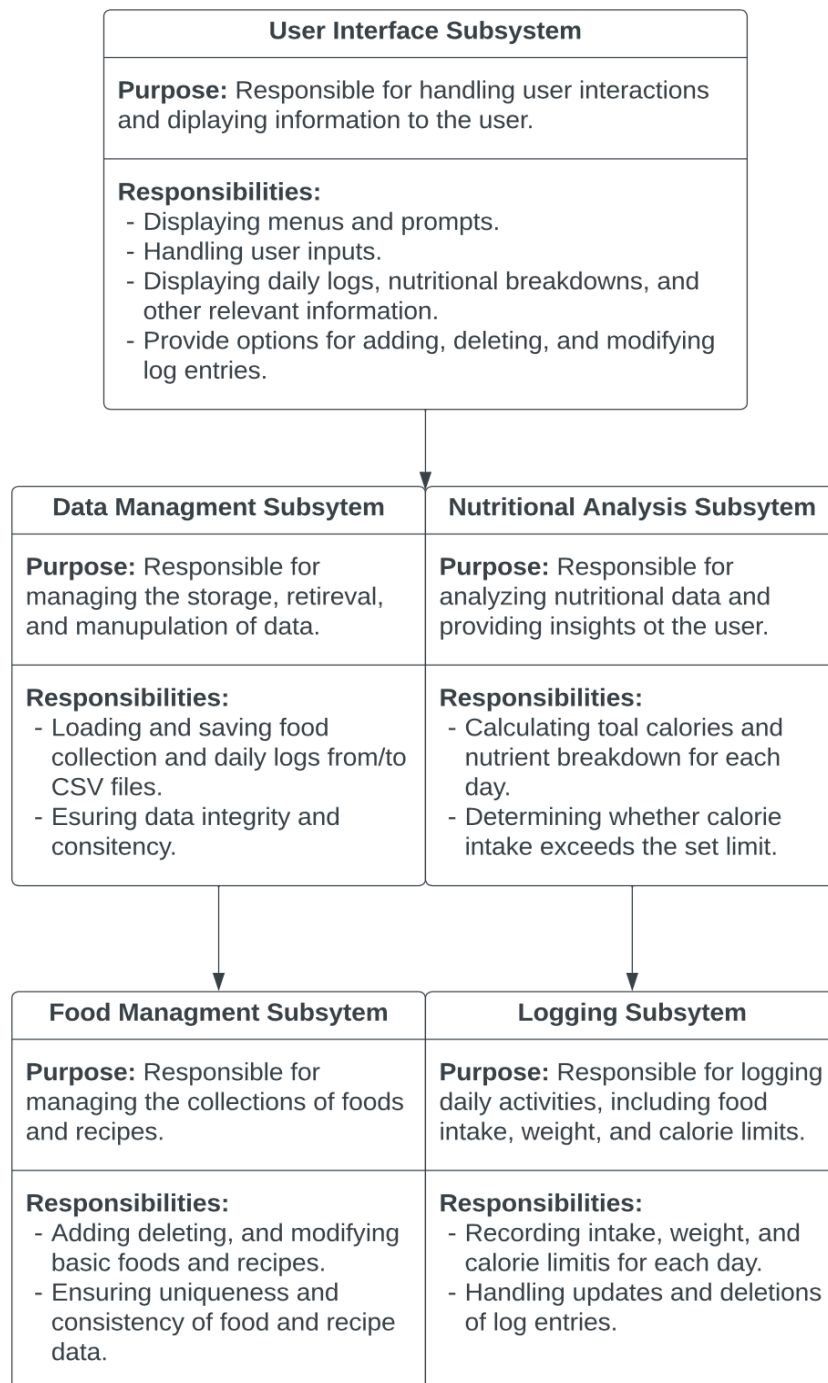 User Interface Subsystem
Purpose: Responsible for handling user interactions
and diplaying information to the user.
Responsibilities:
- Displaying menus and prompts.
- Handling user inputs.
- Displaying daily logs, nutritional breakdowns, and
other relevant information.
- Provide options for adding, deleting, and modifying
log entries.
Data Managment Subsytem
Purpose: Responsible for
managing the storage, retireval,
and manupulation of data.
Responsibilities:
- Loading and saving food
collection and daily logs from/to
CSV files.
- Esuring data integrity and
consitency.
Nutritional Analysis Subsytem
Purpose: Responsible for
analyzing nutritional data and
providing insights ot the user.
Responsibilities:
- Calculating toal calories and
nutrient breakdown for each
day.
- Determining whether calorie
intake exceeds the set limit.
Food Managment Subsytem
Purpose: Responsible for
managing the collections of foods
and recipes.
Responsibilities:
- Adding deleting, and modifying
basic foods and recipes.
- Ensuring uniqueness and
consistency of food and recipe
data.
Logging Subsytem
Purpose: Responsible for logging
daily activities, including food
intake, weight, and calorie limits.
Responsibilities:
- Recording intake, weight, and
calorie limitis for each day.
- Handling updates and deletions
of log entries.